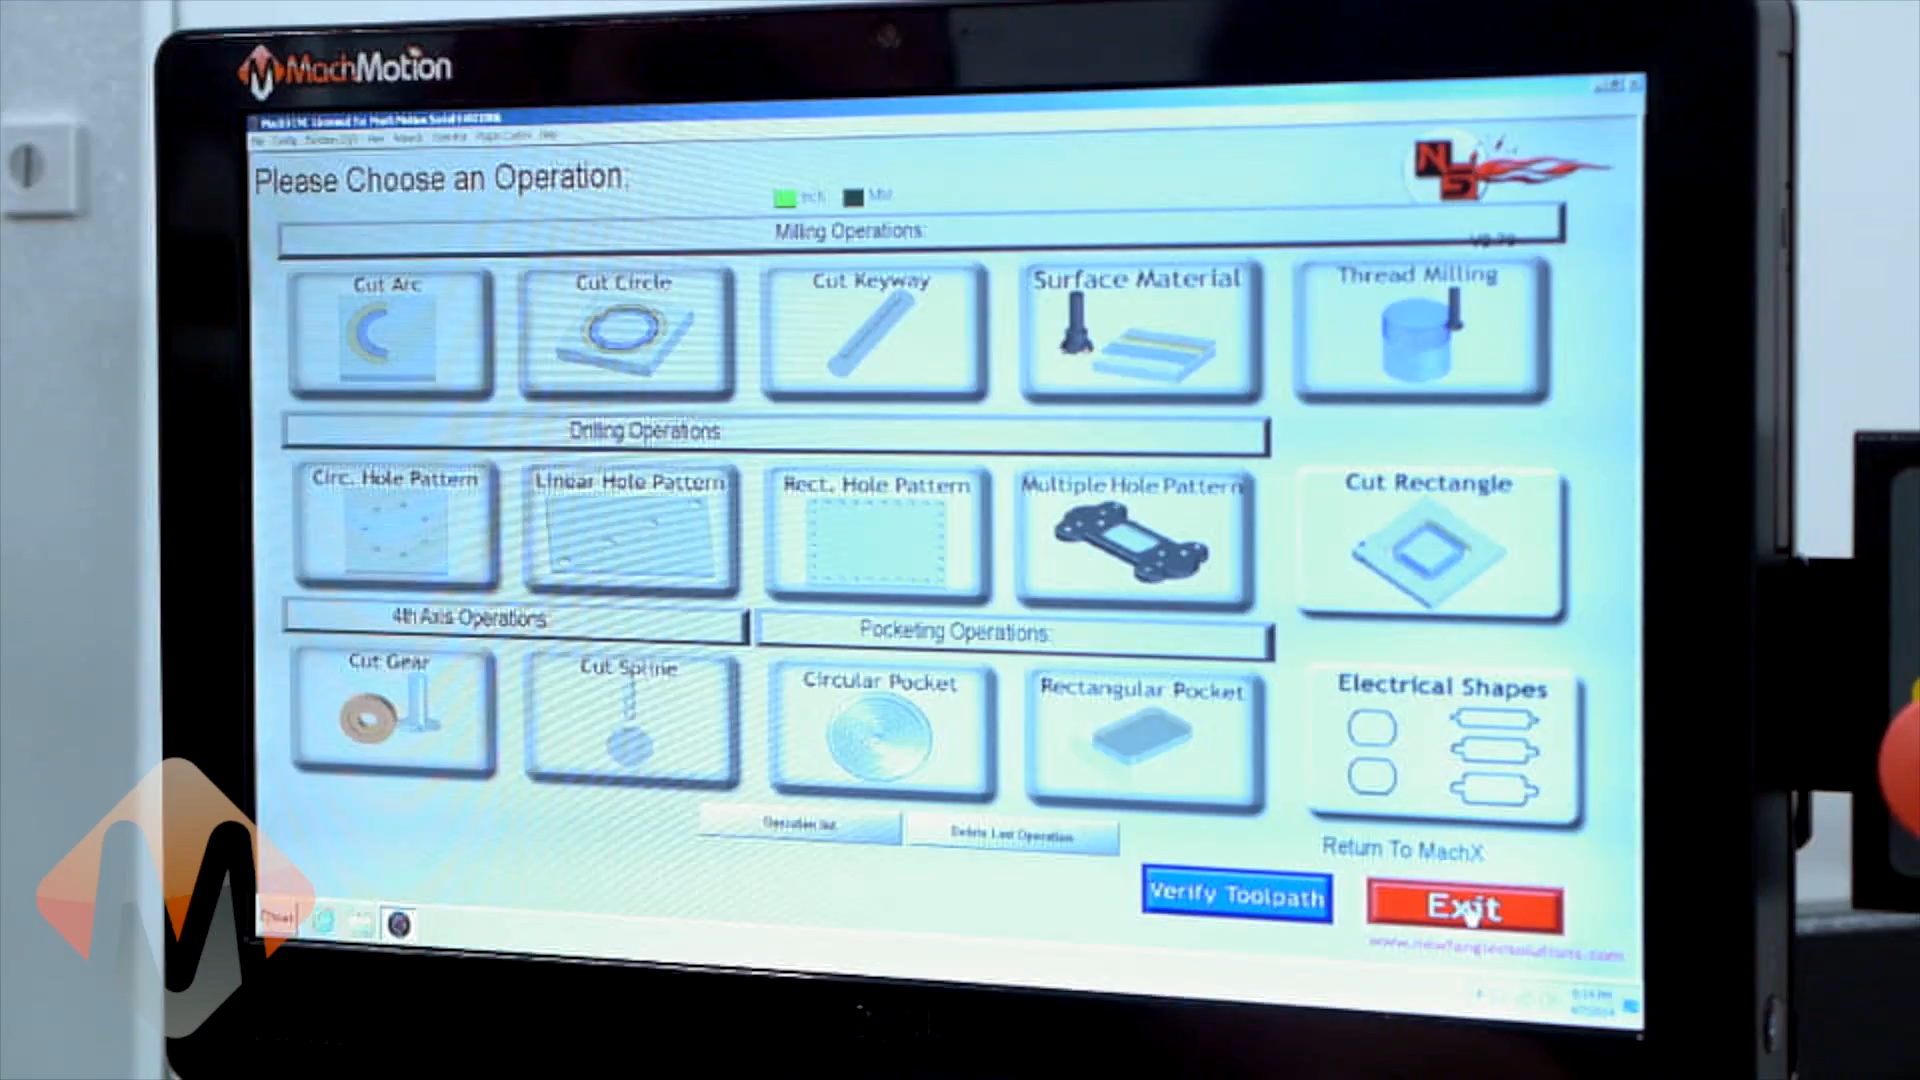 MachMotion
Please Choose an Operation:
Inch
MM
Milling Operations:
Cut Arc
Cut Circle
Cut Keyway
Surface Material
Thread Milling
Drilling Operations
Circ. Hole Pattern
Linear Hole Pattern
Rect. Hole Pattern
Multiple Hole Pattern
Cut Rectangle
4th Axis Operations:
Pocketing Operations:
Cut Gear
Cut Spline
Circular Pocket
Rectangular Pocket
Electrical Shapes
Delete Last Operation
Return To MachX
Verify Toolpath
Exit
www.newfangledsolutions.com